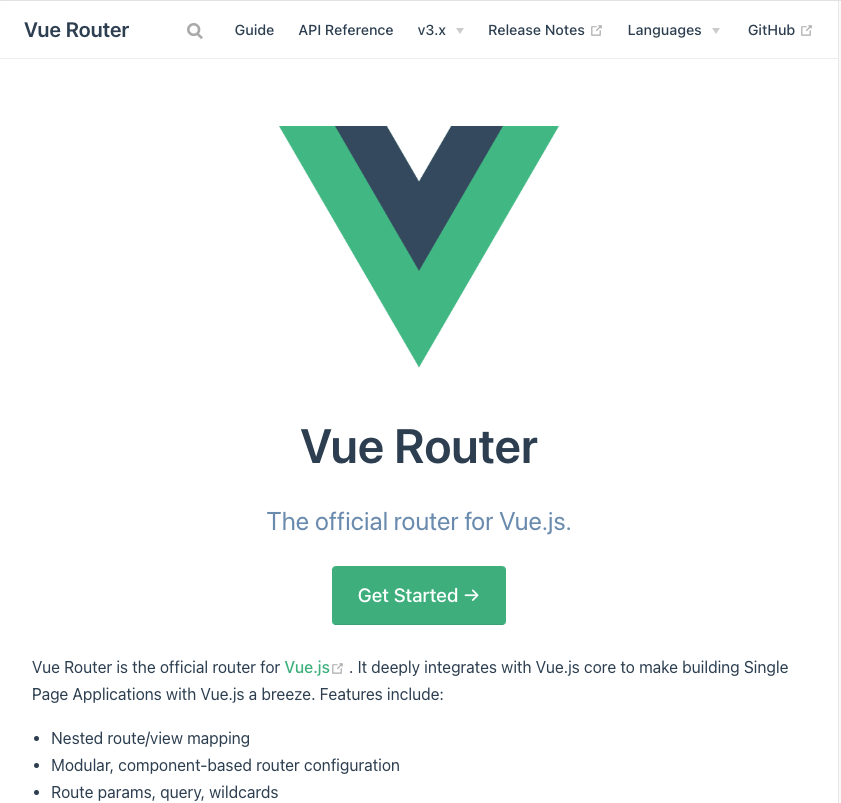 Vue Router
Guide API Reference v3.x Release Notes Languages GitHub
Vue Router
The official router for Vue.js.
Get Started →
Vue Router is the official router for Vue.js . It deeply integrates with Vue.js core to make building Single
Page Applications with Vue.js a breeze. Features include:
• Nested route/view mapping
• Modular, component-based router configuration
• Route params, query, wildcards